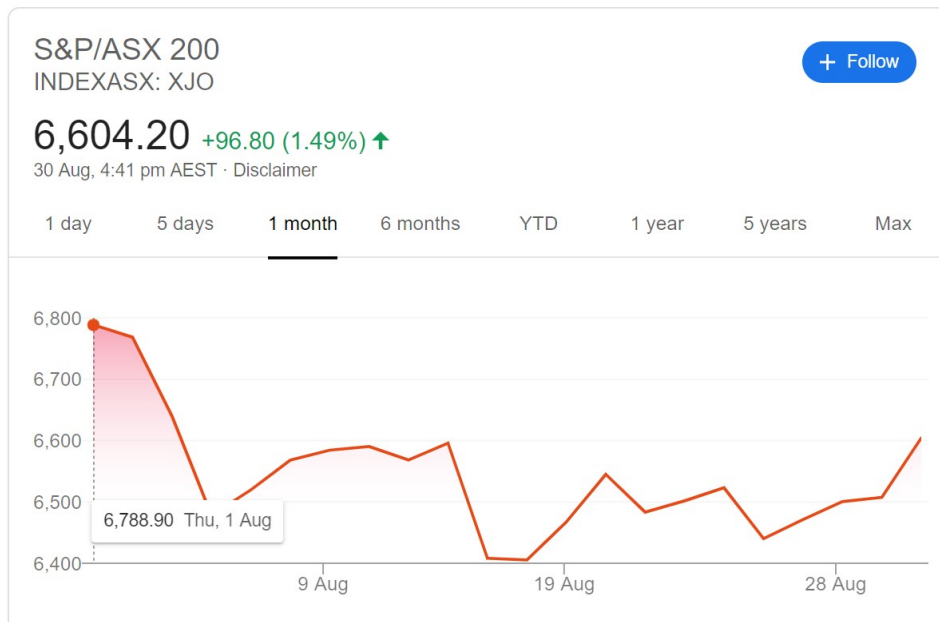 S&P/ASX 200
INDEXASX: XJO
+ Follow
6,604.20 +96.80 (1.49%) ↑
30 Aug, 4:41 pm AEST · Disclaimer
1 day 5 days 1 month 6 months YTD 1 year 5 years Max
6,800
6,700
6,600
6,500
6,788.90 Thu, 1 Aug
6,400
9 Aug 19 Aug 28 Aug